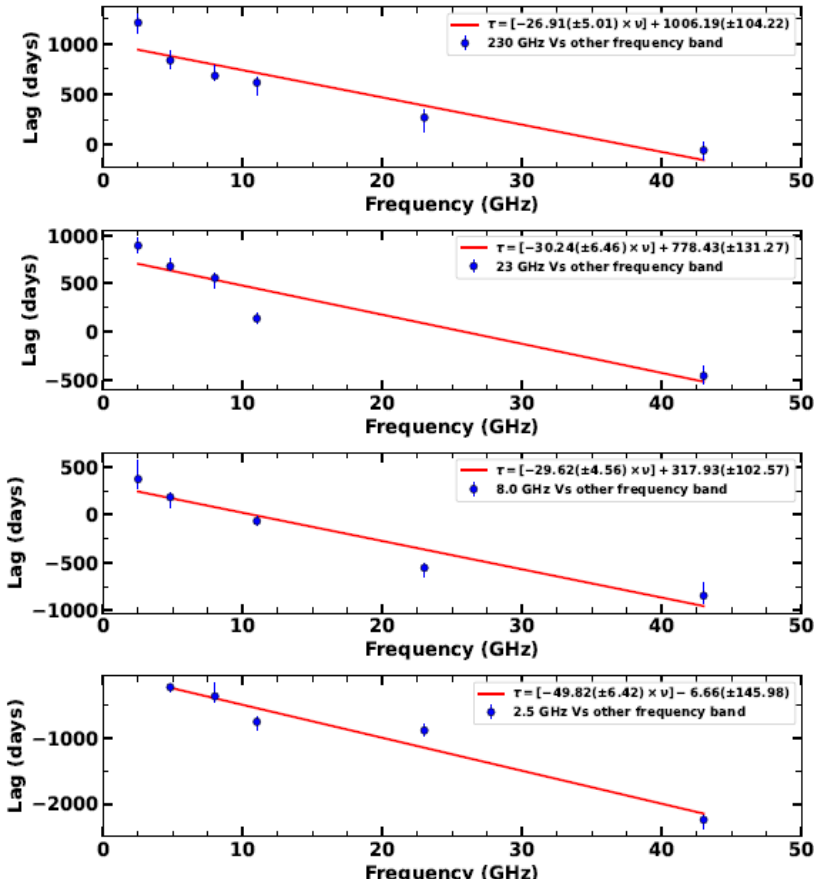 τ = [−26.91(±5.01) × ν] + 1006.19(±104.22)
230 GHz Vs other frequency band
Lag (days)
1000
500
0
0 10 20 30 40 50
Frequency (GHz)
τ = [−30.24(±6.46) × ν] + 778.43(±131.27)
23 GHz Vs other frequency band
Lag (days)
1000
500
0
−500
0 10 20 30 40 50
Frequency (GHz)
τ = [−29.62(±4.56) × ν] + 317.93(±102.57)
8.0 GHz Vs other frequency band
Lag (days)
500
0
−500
−1000
0 10 20 30 40 50
Frequency (GHz)
τ = [−49.82(±6.42) × ν] − 6.66(±145.98)
2.5 GHz Vs other frequency band
Lag (days)
−1000
−2000
0 10 20 30 40 50
Frequency (GHz)